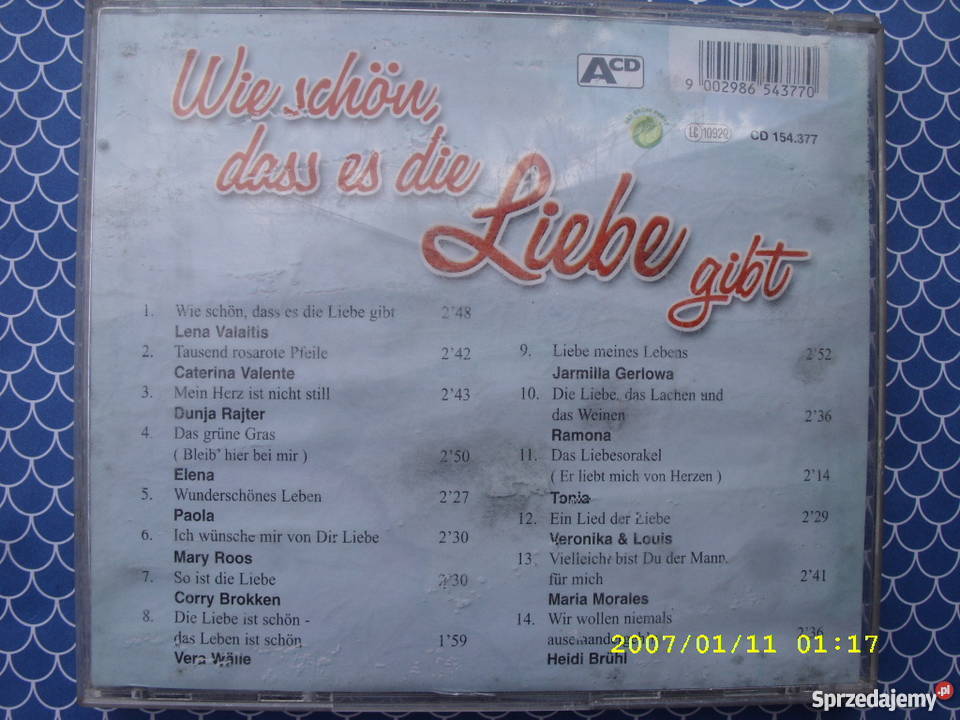 Wie schön,
dass es die
Liebe gibt
ACD
9 002986 543770
LC 10929
CD 154.377
1. Wie schön, dass es die Liebe gibt 2'48
Lena Valaitis
2. Tausend rosarote Pfeile 2'42
Caterina Valente
3. Mein Herz ist nicht still 2'43
Dunja Rajter
4. Das grüne Gras
( Bleib' hier bei mir ) 2'50
Elena
5. Wunderschönes Leben 2'27
Paola
6. Ich wünsche mir von Dir Liebe 2'30
Mary Roos
7. So ist die Liebe 2'30
Corry Brokken
8. Die Liebe ist schön -
das Leben ist schön 1'59
Vera Wälle
9. Liebe meines Lebens 2'52
Jarmilla Gerlowa
10. Die Liebe, das Lachen und
das Weinen 2'36
Ramona
11. Das Liebesorakel
( Er liebt mich von Herzen ) 2'14
Tonia
12. Ein Lied der Liebe 2'29
Veronika & Louis
13. Vielleicht bist Du der Mann
für mich 2'41
Maria Morales
14. Wir wollen niemals
2'36
Heidi Brühl
2007/01/11 01:17
Sprzedajemy.pl